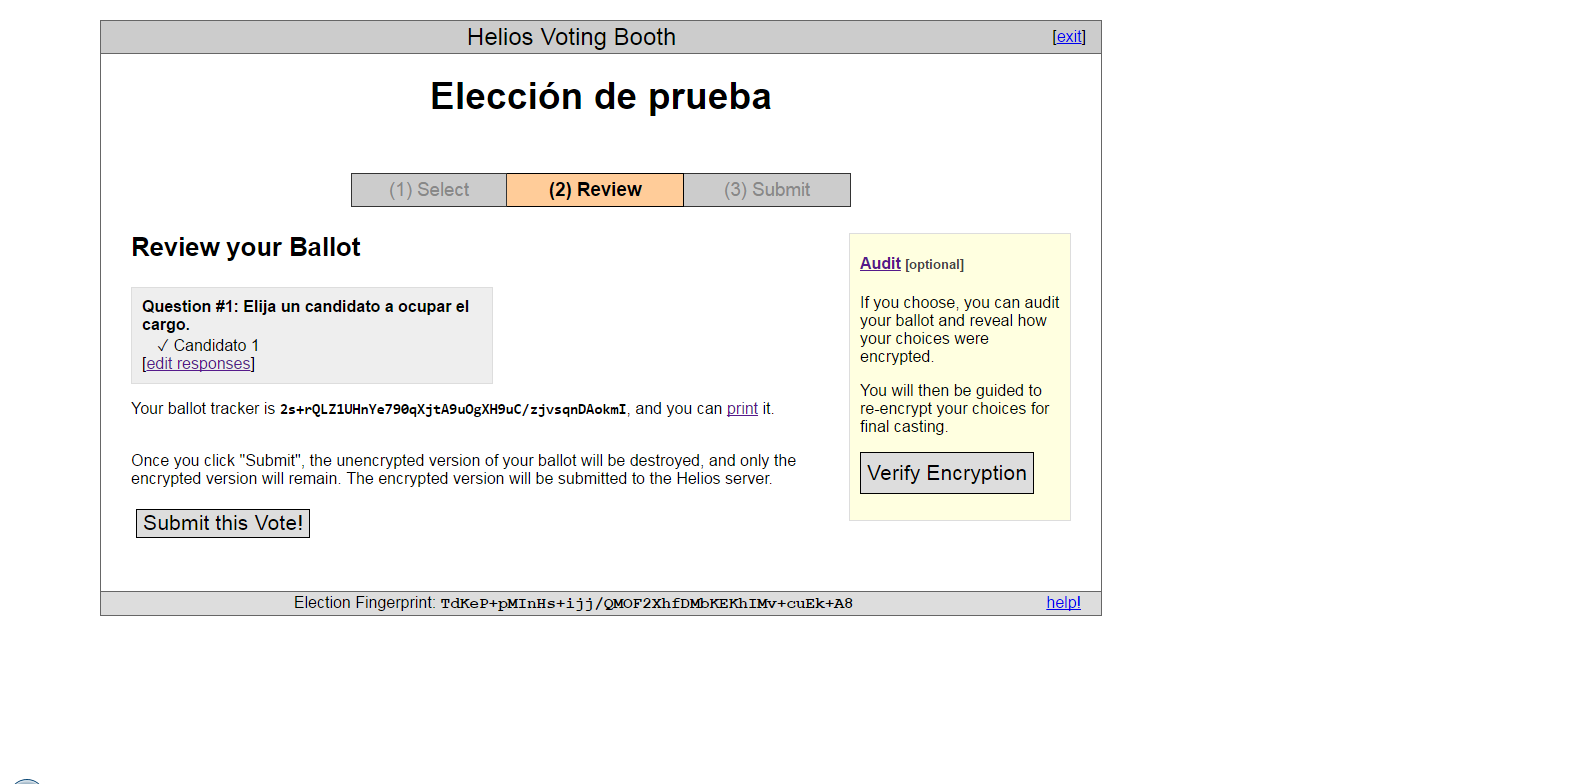 Helios Voting Booth
[exit]
Elección de prueba
(1) Select
(2) Review
(3) Submit
Review your Ballot
Question #1: Elija un candidato a ocupar el
cargo.
✓ Candidato 1
[edit responses]
Your ballot tracker is 2s+rQLZ1UHnYe790qXjtA9uOgXH9uC/zjvsqnDAokmI, and you can print it.
Once you click "Submit", the unencrypted version of your ballot will be destroyed, and only the
encrypted version will remain. The encrypted version will be submitted to the Helios server.
Submit this Vote!
Audit [optional]
If you choose, you can audit
your ballot and reveal how
your choices were
encrypted.
You will then be guided to
re-encrypt your choices for
final casting.
Verify Encryption
Election Fingerprint: TdKeP+pMInHs+ijj/QMOF2XhfDMbKEKhIMv+cuEk+A8
help!